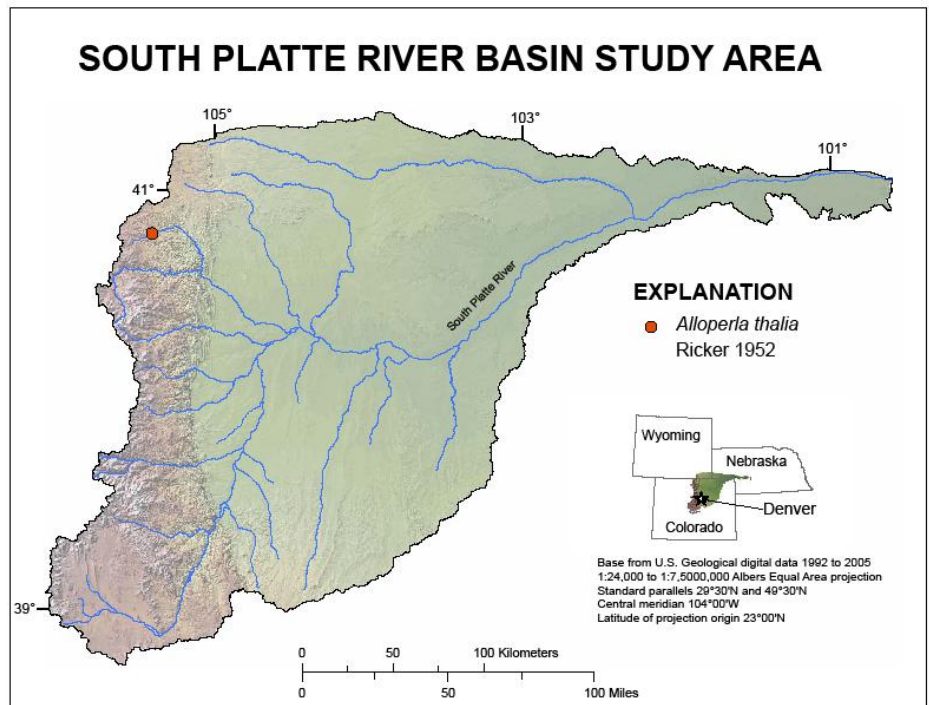 SOUTH PLATTE RIVER BASIN STUDY AREA
105°
103°
101°
41°
South Platte River
EXPLANATION
Alloperla thalia
Ricker 1952
Wyoming
Nebraska
Denver
Colorado
Base from U.S. Geological digital data 1992 to 2005
1:24,000 to 1:7,5000,000 Albers Equal Area projection
Standard parallels 29°30'N and 49°30'N
Central meridian 104°00'W
Latitude of projection origin 23°00'N
39°
0 50 100 Kilometers
0 50 100 Miles